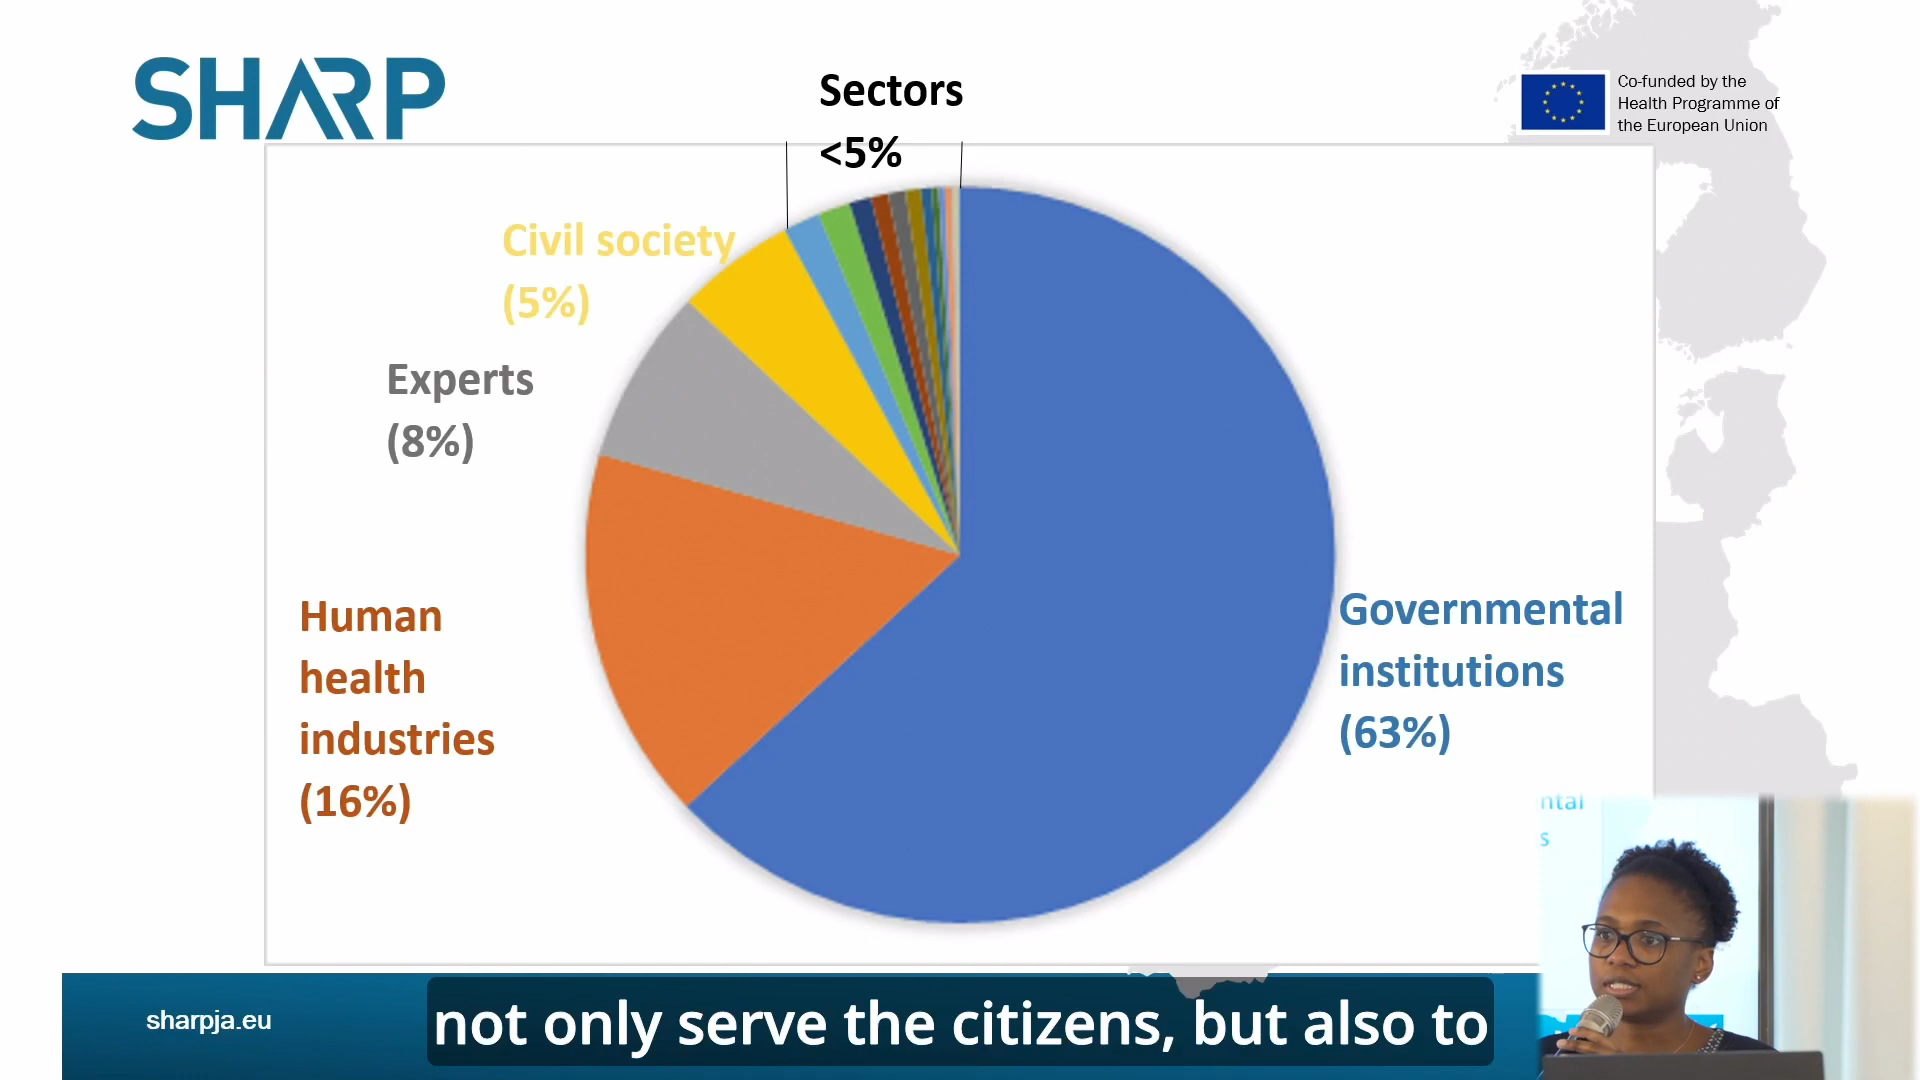 SHARP
Sectors
<5%
Co-funded by the
Health Programme of
the European Union
Civil society
(5%)
Experts
(8%)
Human
health
industries
(16%)
Governmental
institutions
(63%)
ntal
s
sharpja.eu
not only serve the citizens, but also to